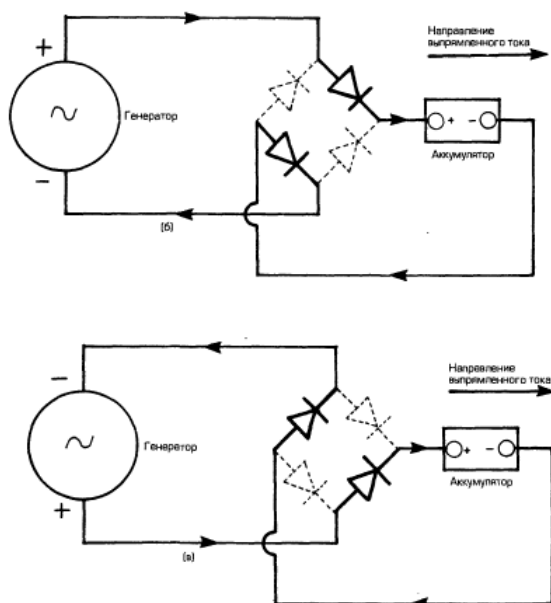 Направление
выпрямленного тока
+
Генератор
+ -
Аккумулятор
-
(б)
Направление
выпрямленного тока
-
Генератор
+ -
Аккумулятор
+
(в)